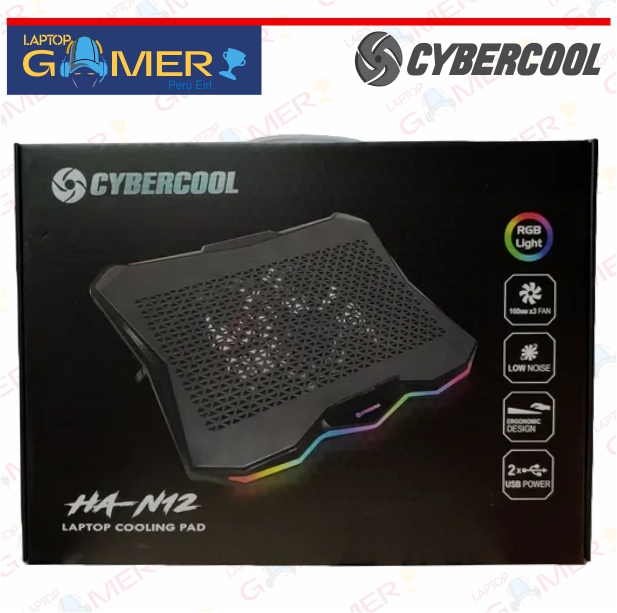 LAPTOP
GAMER
Perú Eirl.
CYBERCOOL
CYBERCOOL
RGB
Light
100mm x3 FAN
LOW NOISE
ERGONOMIC
DESIGN
2x
USB POWER
CYBERCOOL
HA-N12
LAPTOP COOLING PAD